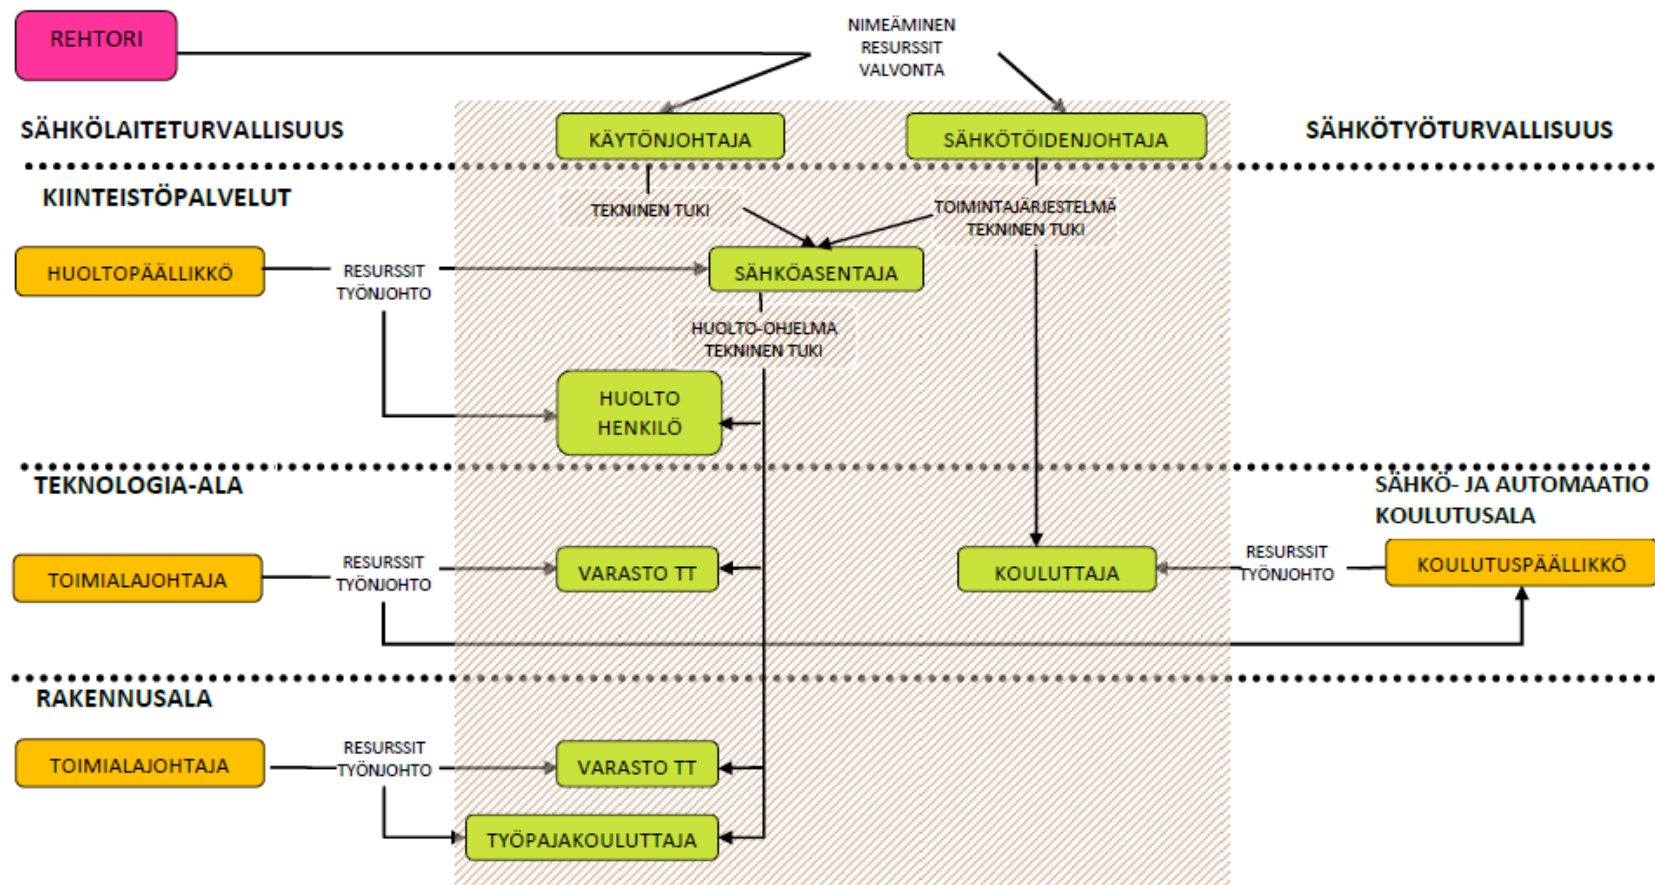 REHTORI
NIMEÄMINEN
RESURSSIT
VALVONTA
SÄHKÖLAITETURVALLISUUS
KÄYTÖNJOHTAJA
SÄHKÖTÖIDENJOHTAJA
SÄHKÖTYÖTURVALLISUUS
KIINTEISTÖPALVELUT
TEKNINEN TUKI
TOIMINTAJÄRJESTELMÄ
TEKNINEN TUKI
HUOLTOPÄÄLLIKKÖ
RESURSSIT
TYÖNJOHTO
SÄHKÖASENTAJA
HUOLTO-OHJELMA
TEKNINEN TUKI
HUOLTO
HENKILÖ
TEKNOLOGIA-ALA
SÄHKÖ- JA AUTOMAATIO
KOULUTUSALA
TOIMIALAJOHTAJA
RESURSSIT
TYÖNJOHTO
VARASTO TT
KOULUTTAJA
RESURSSIT
TYÖNJOHTO
KOULUTUSPÄÄLLIKKÖ
RAKENNUSALA
TOIMIALAJOHTAJA
RESURSSIT
TYÖNJOHTO
VARASTO TT
TYÖPAJAKOULUTTAJA